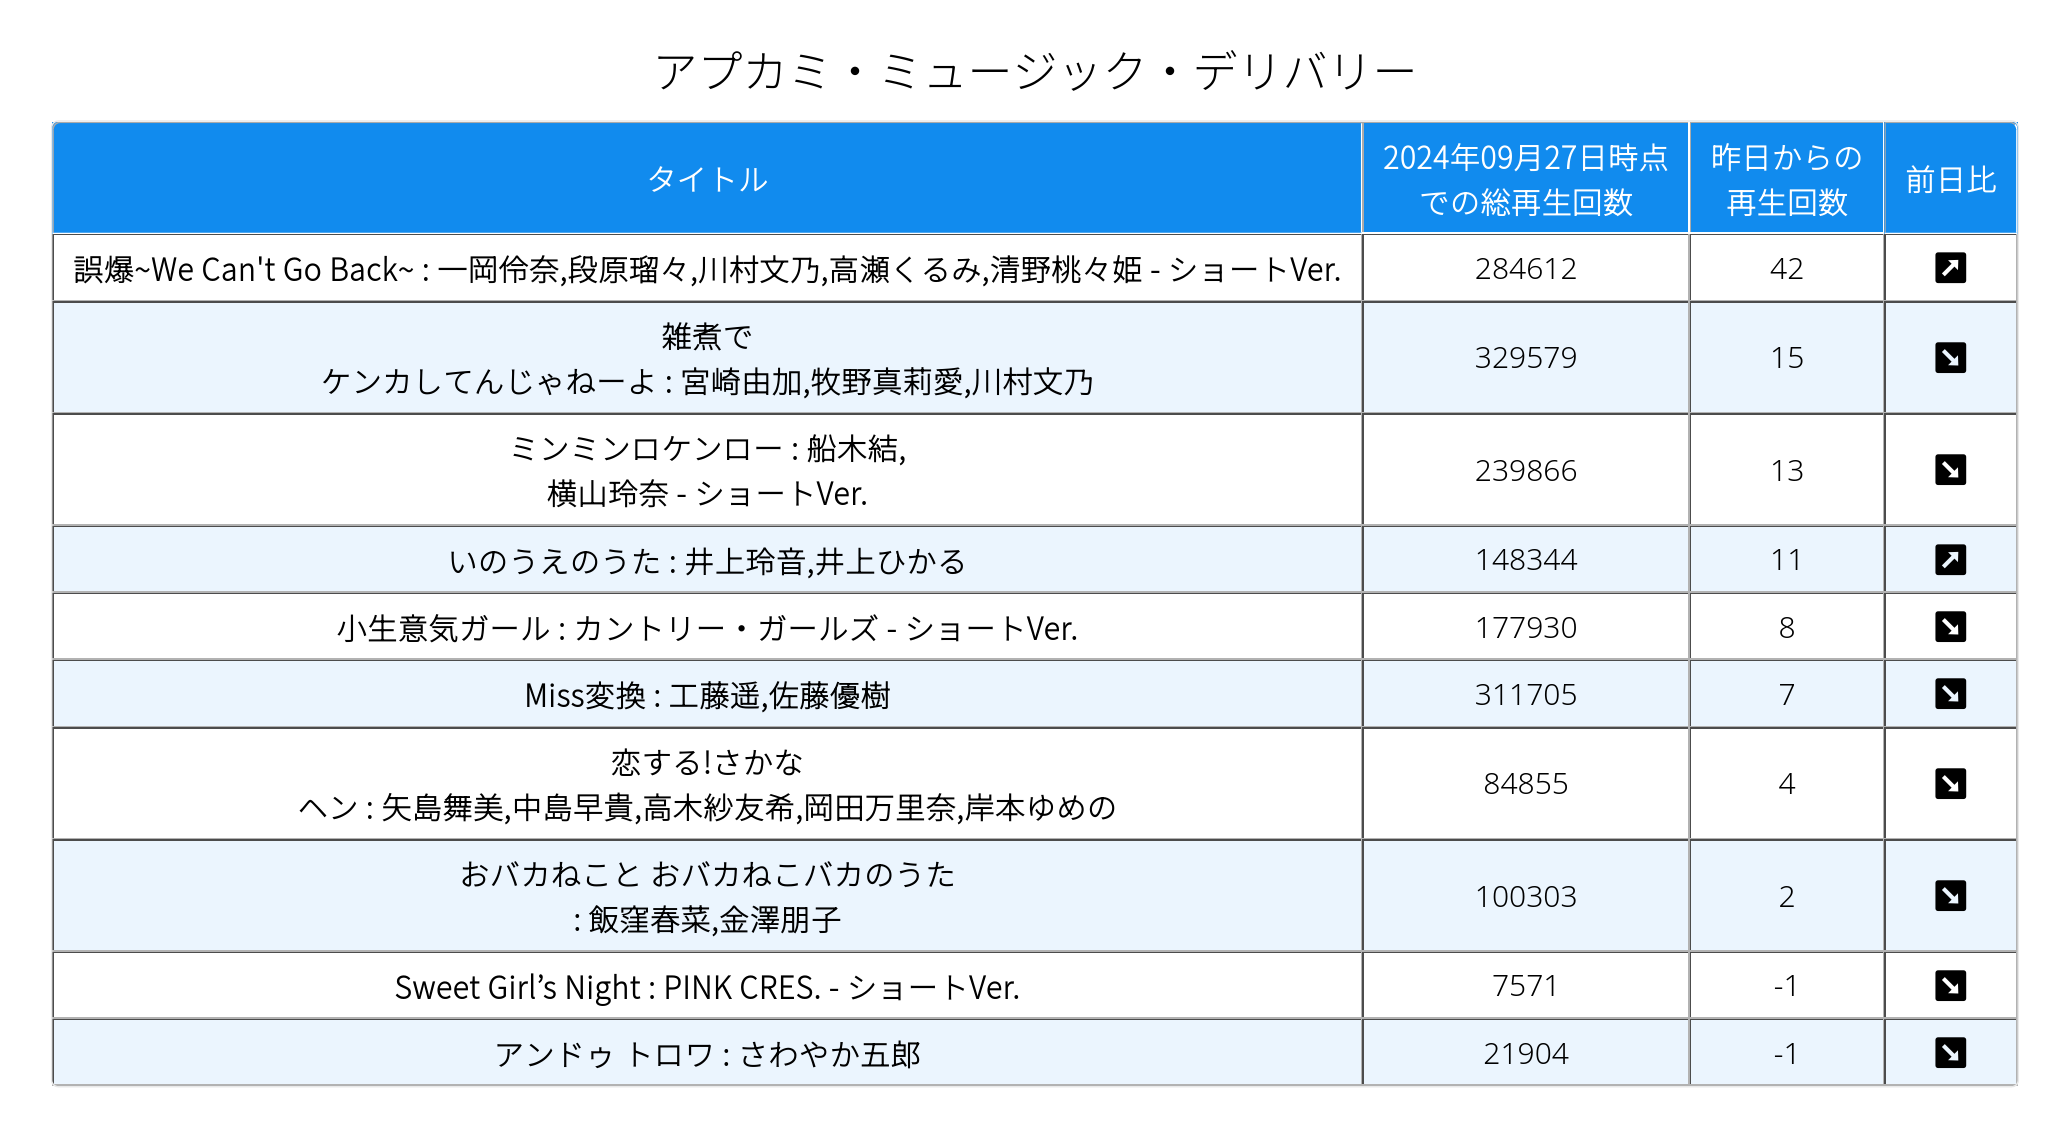 アプカミ・ミュージック・デリバリー
タイトル
2024年09月27日時点
での総再生回数
昨日からの
再生回数
前日比
誤爆~We Can't Go Back~ : 一岡伶奈,段原瑠々,川村文乃,高瀬くるみ,清野桃々姫 - ショートVer.
284612
42
雑煮で
ケンカしてんじゃねーよ : 宮崎由加,牧野真莉愛,川村文乃
329579
15
ミンミンロケンロー : 船木結,
横山玲奈 - ショートVer.
239866
13
いのうえのうた : 井上玲音,井上ひかる
148344
11
小生意気ガール : カントリー・ガールズ - ショートVer.
177930
8
Miss変換 : 工藤遥,佐藤優樹
311705
7
恋する!さかな
ヘン : 矢島舞美,中島早貴,高木紗友希,岡田万里奈,岸本ゆめの
84855
4
おバカねこと おバカねこバカのうた
: 飯窪春菜,金澤朋子
100303
2
Sweet Girl’s Night : PINK CRES. - ショートVer.
7571
-1
アンドゥ トロワ : さわやか五郎
21904
-1